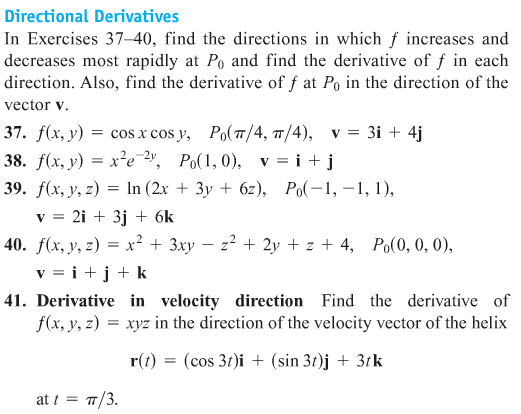 Directional Derivatives
In Exercises 37–40, find the directions in which f increases and
decreases most rapidly at P₀ and find the derivative of f in each
direction. Also, find the derivative of f at P₀ in the direction of the
vector v.
37. f(x, y) = cos x cos y, P₀(π/4, π/4), v = 3i + 4j
38. f(x, y) = x²e⁻²ʸ, P₀(1, 0), v = i + j
39. f(x, y, z) = ln (2x + 3y + 6z), P₀(−1, −1, 1),
v = 2i + 3j + 6k
40. f(x, y, z) = x² + 3xy − z² + 2y + z + 4, P₀(0, 0, 0),
v = i + j + k
41. Derivative in velocity direction Find the derivative of
f(x, y, z) = xyz in the direction of the velocity vector of the helix
r(t) = (cos 3t)i + (sin 3t)j + 3tk
at t = π/3.